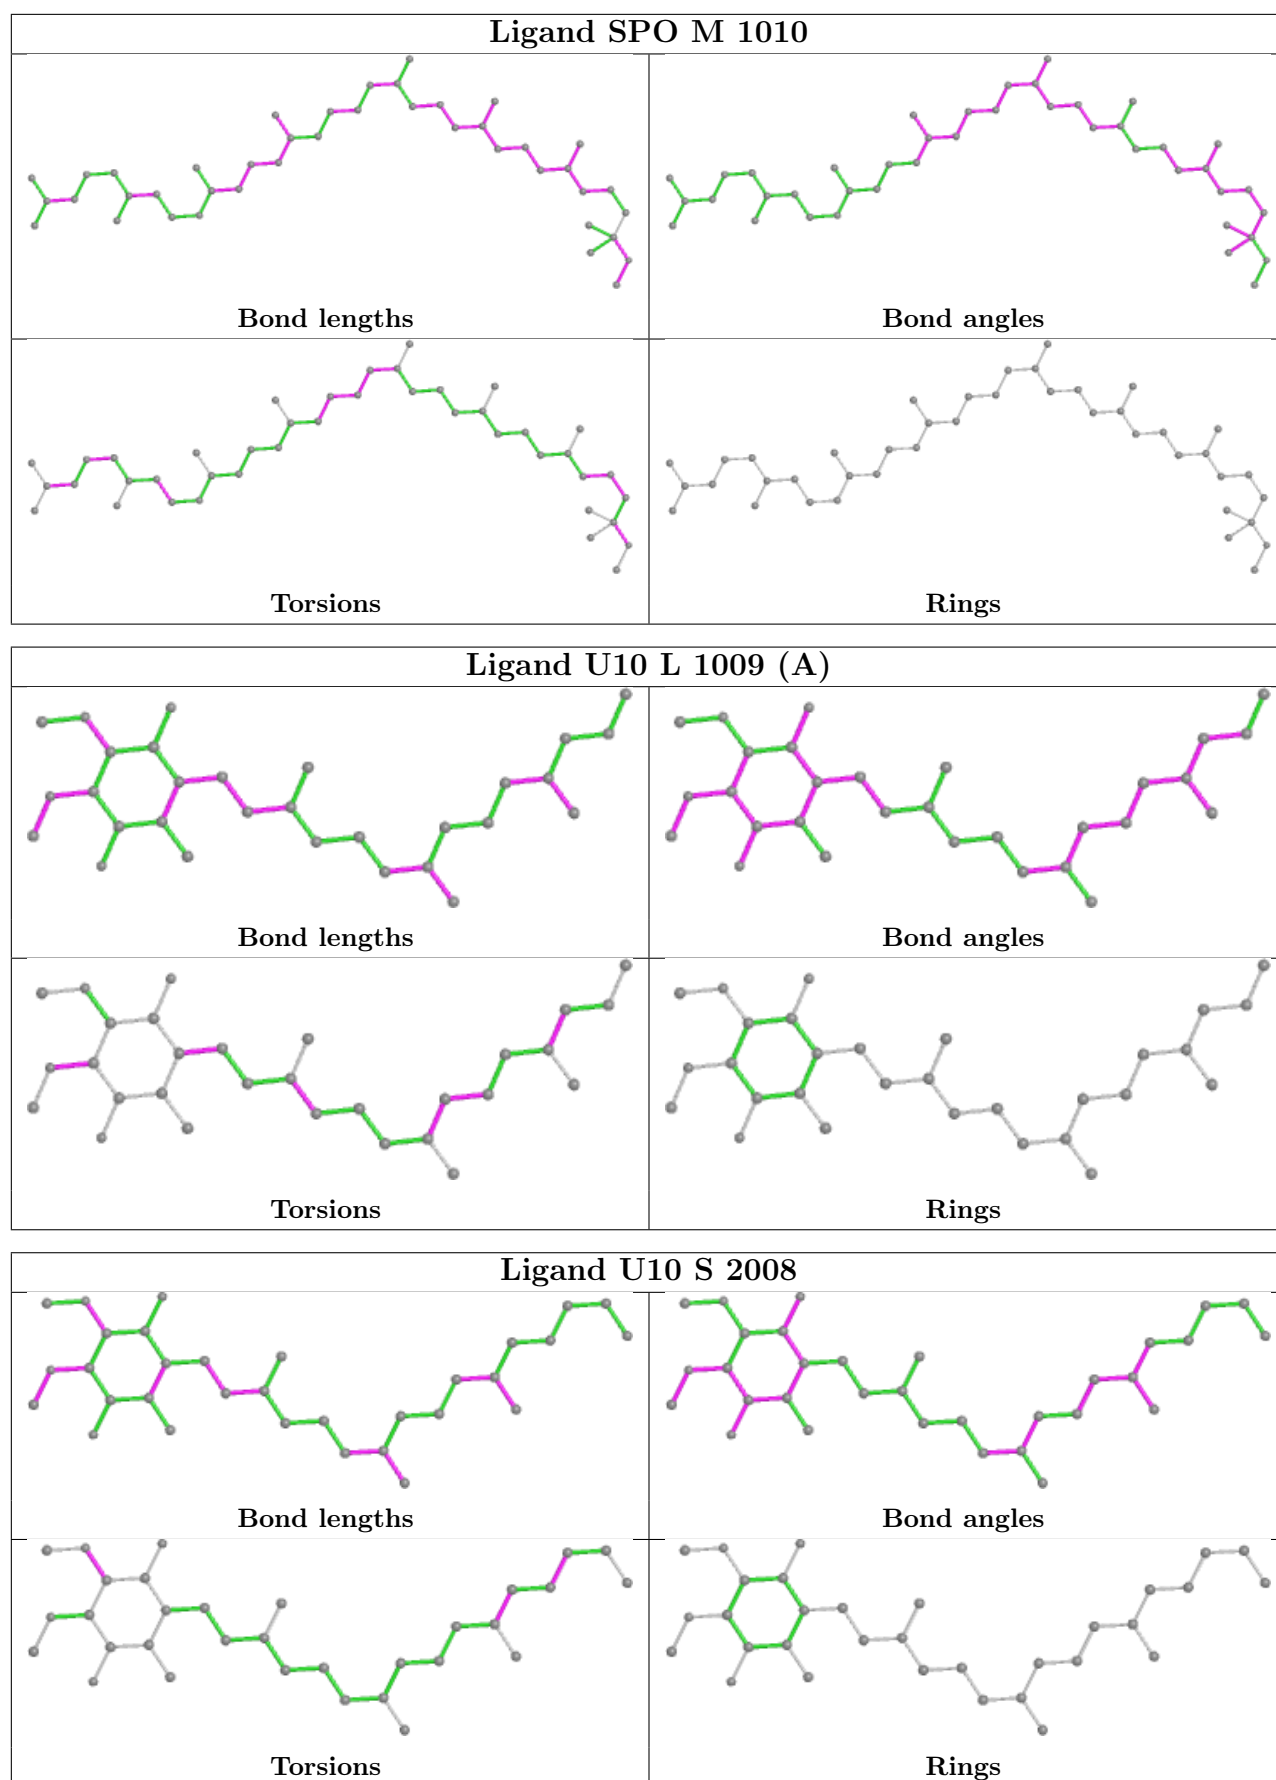 Ligand SPO M 1010
Bond lengths
Bond angles
Torsions
Rings
Ligand U10 L 1009 (A)
Bond lengths
Bond angles
Torsions
Rings
Ligand U10 S 2008
Bond lengths
Bond angles
Torsions
Rings